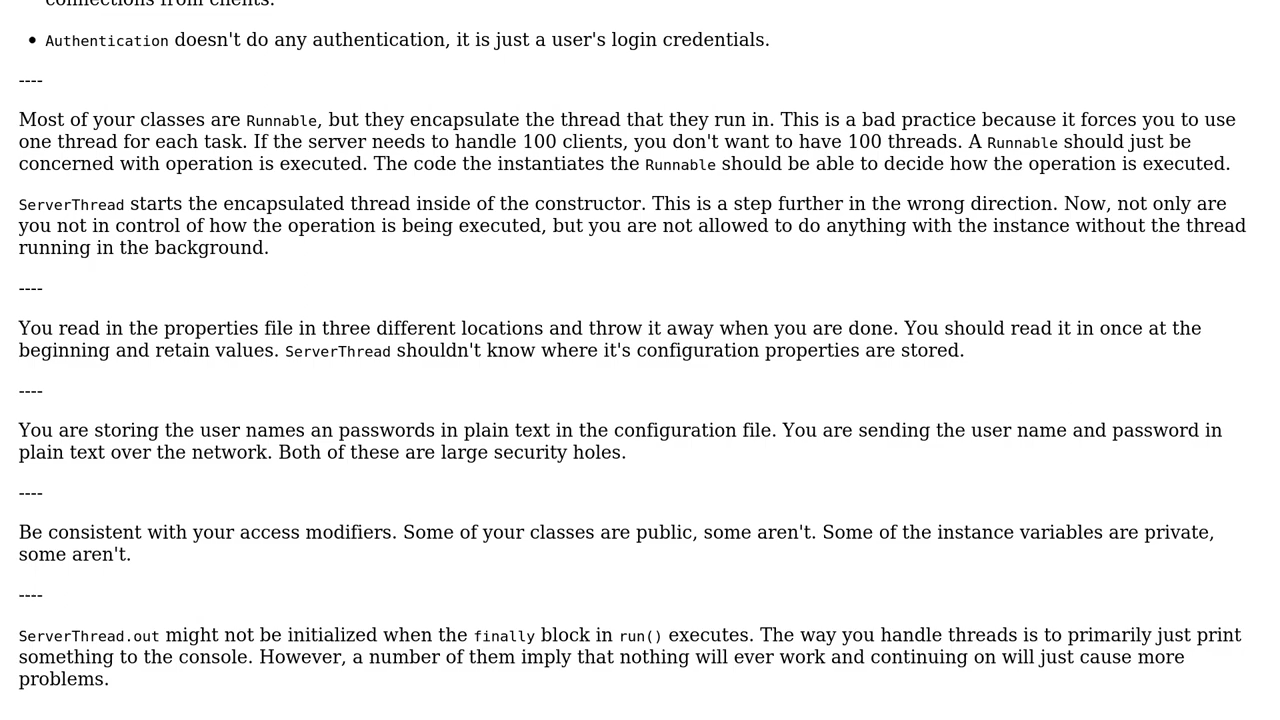 connections from clients.
• Authentication doesn't do any authentication, it is just a user's login credentials.
----
Most of your classes are Runnable, but they encapsulate the thread that they run in. This is a bad practice because it forces you to use
one thread for each task. If the server needs to handle 100 clients, you don't want to have 100 threads. A Runnable should just be
concerned with operation is executed. The code the instantiates the Runnable should be able to decide how the operation is executed.
ServerThread starts the encapsulated thread inside of the constructor. This is a step further in the wrong direction. Now, not only are
you not in control of how the operation is being executed, but you are not allowed to do anything with the instance without the thread
running in the background.
----
You read in the properties file in three different locations and throw it away when you are done. You should read it in once at the
beginning and retain values. ServerThread shouldn't know where it's configuration properties are stored.
----
You are storing the user names an passwords in plain text in the configuration file. You are sending the user name and password in
plain text over the network. Both of these are large security holes.
----
Be consistent with your access modifiers. Some of your classes are public, some aren't. Some of the instance variables are private,
some aren't.
----
ServerThread.out might not be initialized when the finally block in run() executes. The way you handle threads is to primarily just print
something to the console. However, a number of them imply that nothing will ever work and continuing on will just cause more
problems.